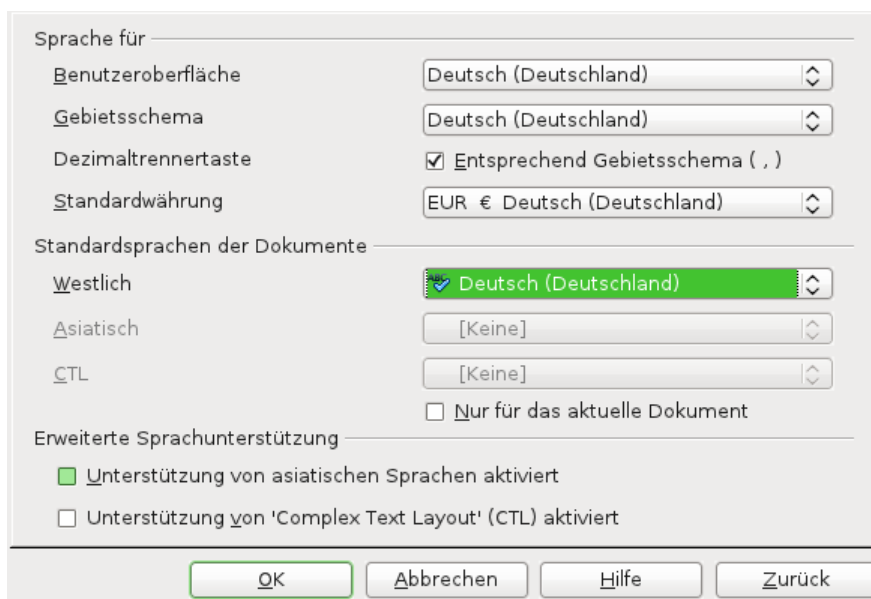 Sprache für
Benutzeroberfläche Deutsch (Deutschland)
Gebietsschema Deutsch (Deutschland)
Dezimaltrennertaste Entsprechend Gebietsschema ( , )
Standardwährung EUR € Deutsch (Deutschland)
Standardsprachen der Dokumente
Westlich ABC Deutsch (Deutschland)
Asiatisch [Keine]
CTL [Keine]
Nur für das aktuelle Dokument
Erweiterte Sprachunterstützung
Unterstützung von asiatischen Sprachen aktiviert
Unterstützung von 'Complex Text Layout' (CTL) aktiviert
OK Abbrechen Hilfe Zurück